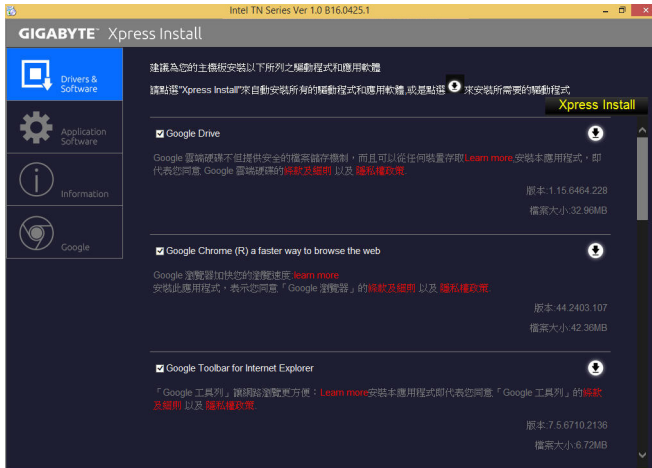 Intel TN Series Ver 1.0 B16.0425.1
GIGABYTE™ Xpress Install
Drivers &
Software
Application
Software
Information
Google
建議為您的主機板安裝以下所列之驅動程式和應用軟體
請點選"Xpress Install"來自動安裝所有的驅動程式和應用軟體,或是點選 來安裝所需要的驅動程式
Xpress Install
Google Drive
Google 雲端硬碟不但提供安全的檔案儲存機制，而且可以從任何裝置存取Learn more,安裝本應用程式，即
代表您同意 Google 雲端硬碟的條款及細則 以及 隱私權政策.
版本:1.15.6464.228
檔案大小:32.96MB
Google Chrome (R) a faster way to browse the web
Google 瀏覽器加快您的瀏覽速度:learn more
安裝此應用程式，表示您同意「Google 瀏覽器」的條款及細則 以及 隱私權政策.
版本:44.2403.107
檔案大小:42.36MB
Google Toolbar for Internet Explorer
「Google 工具列」讓網路瀏覽更方便：Learn more安裝本應用程式即代表您同意「Google 工具列」的條款
及細則 以及 隱私權政策.
版本:7.5.6710.2136
檔案大小:6.72MB